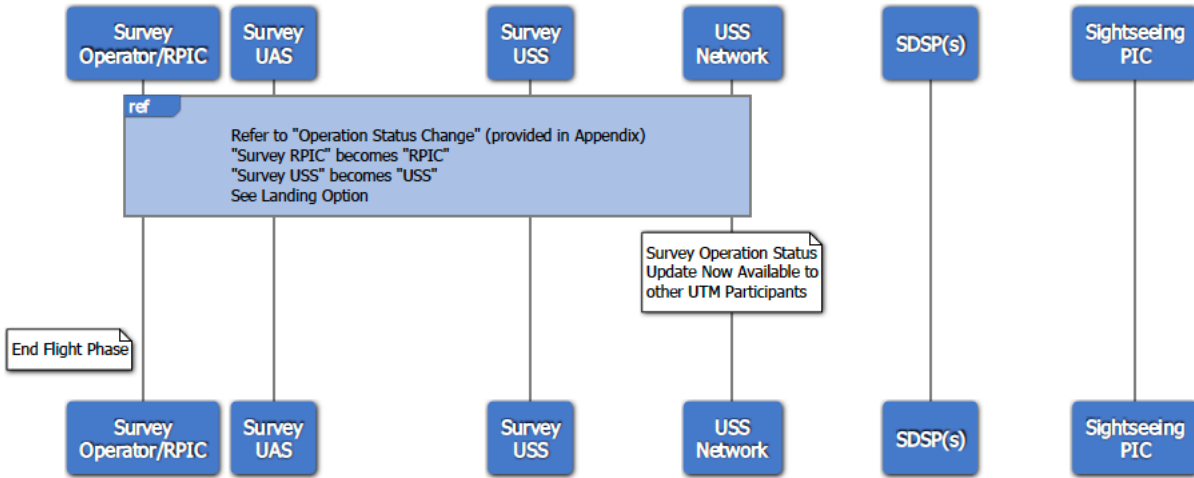 Survey
Operator/RPIC
Survey
UAS
Survey
USS
USS
Network
SDSP(s)
Sightseeing
PIC
ref
Refer to "Operation Status Change" (provided in Appendix)
"Survey RPIC" becomes "RPIC"
"Survey USS" becomes "USS"
See Landing Option
Survey Operation Status
Update Now Available to
other UTM Participants
End Flight Phase
Survey
Operator/RPIC
Survey
UAS
Survey
USS
USS
Network
SDSP(s)
Sightseeing
PIC